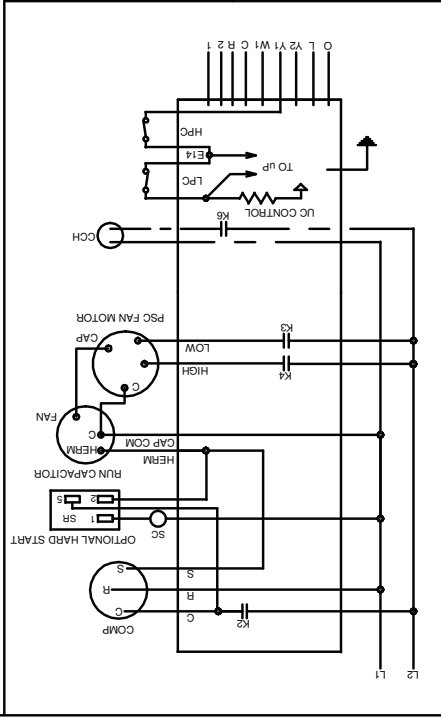 L2 L1
COMP
K2 C C
R R
S S
OPTIONAL HARD START
SC 1 SR
2 5
RUN CAPACITOR
HERM HERM
CAP COM C
FAN
C
K4 HIGH
K3 LOW CAP
PSC FAN MOTOR
CCH
K6
UC CONTROL
LPC
TO uP
E14
HPC
O L Y2 Y1 W1 C R 2 1